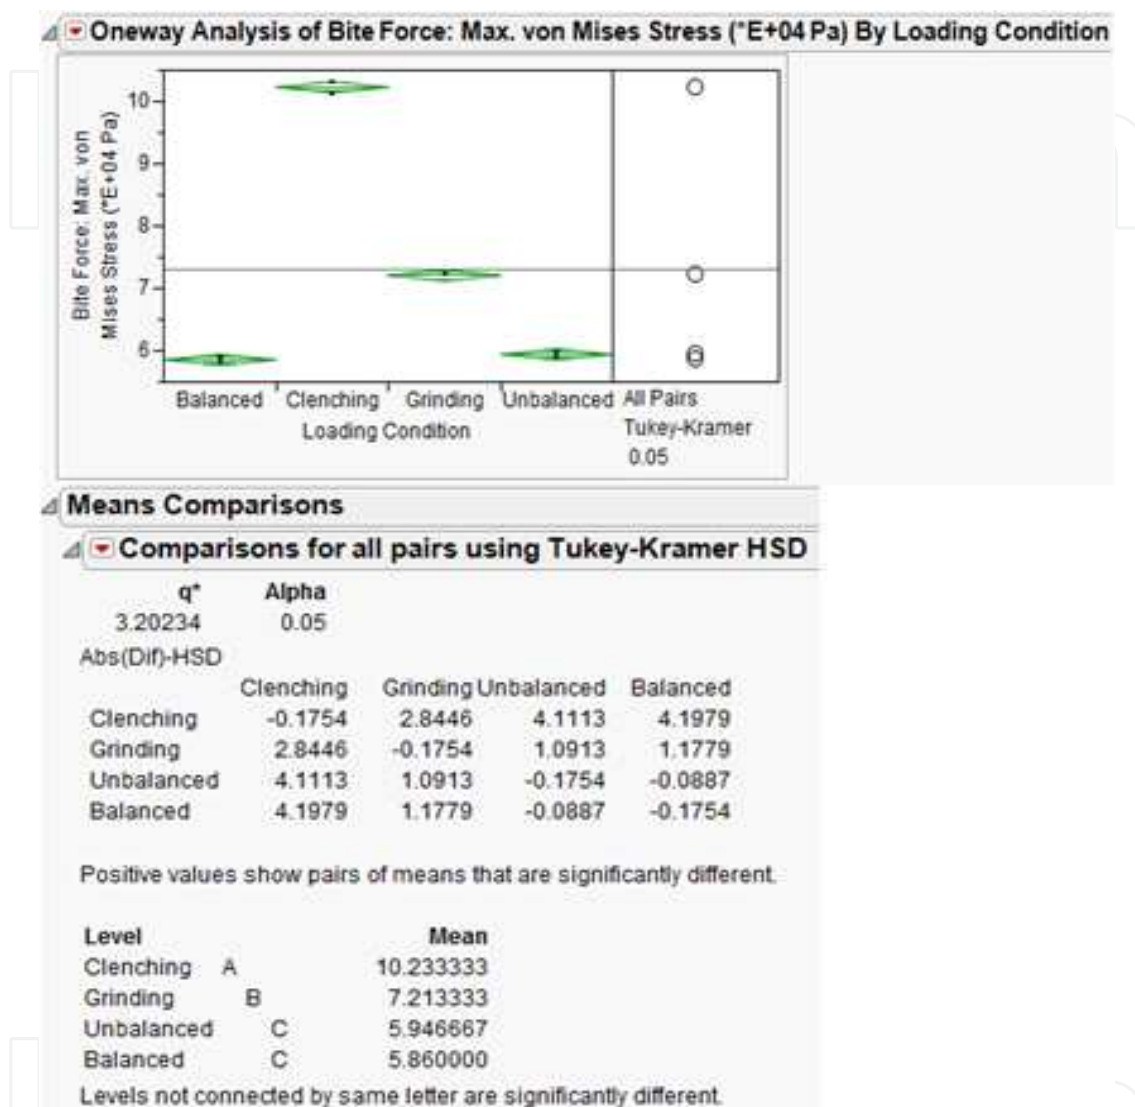 Oneway Analysis of Bite Force: Max. von Mises Stress (*E+04 Pa) By Loading Condition
Bite Force: Max. von
Mises Stress (*E+04 Pa)
10
9
8
7
6
Balanced Clenching Grinding Unbalanced All Pairs
Loading Condition Tukey-Kramer
0.05
Means Comparisons
Comparisons for all pairs using Tukey-Kramer HSD
q* Alpha
3.20234 0.05
Abs(Dif)-HSD
Clenching Grinding Unbalanced Balanced
Clenching -0.1754 2.8446 4.1113 4.1979
Grinding 2.8446 -0.1754 1.0913 1.1779
Unbalanced 4.1113 1.0913 -0.1754 -0.0887
Balanced 4.1979 1.1779 -0.0887 -0.1754
Positive values show pairs of means that are significantly different.
Level Mean
Clenching A 10.233333
Grinding B 7.213333
Unbalanced C 5.946667
Balanced C 5.860000
Levels not connected by same letter are significantly different.